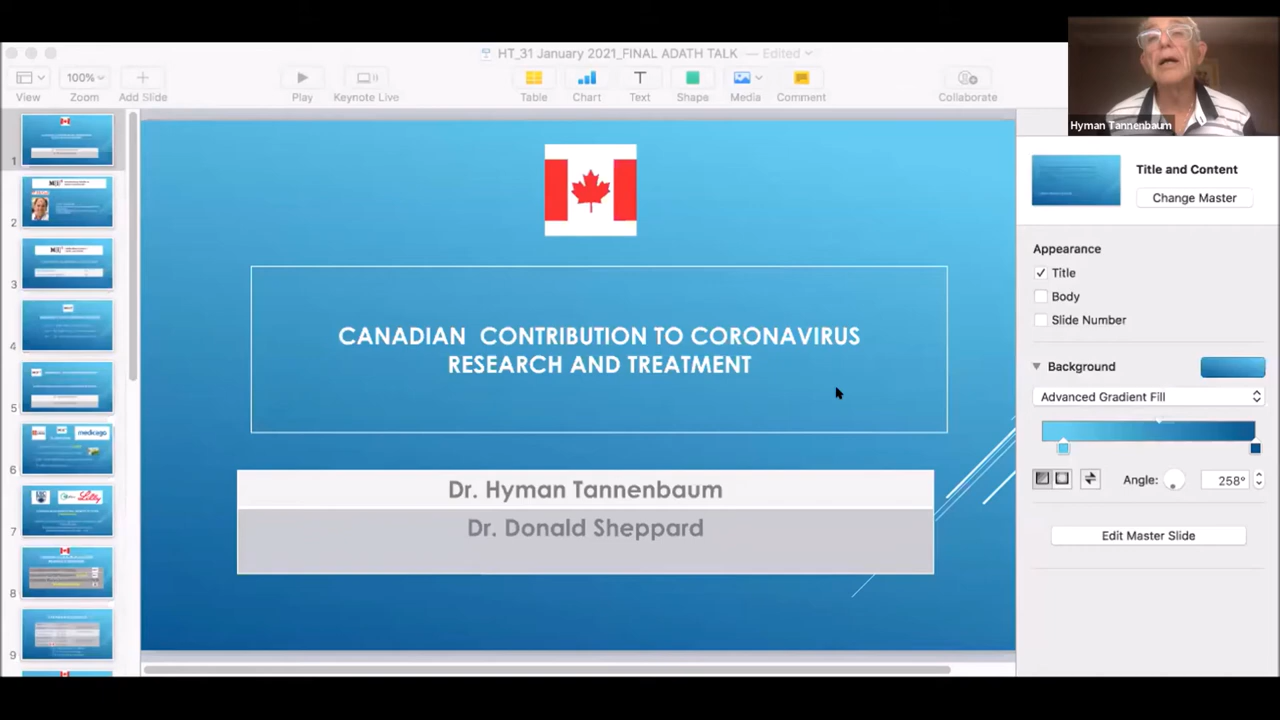 HT_31 January 2021_FINAL ADATH TALK — Edited
View
100%
Zoom
Add Slide
Play
Keynote Live
Table
Chart
Text
Shape
Media
Comment
Collaborate
Hyman Tannenbaum
1
2
3
4
5
6
7
8
9
medicago
Lilly
CANADIAN CONTRIBUTION TO CORONAVIRUS
RESEARCH AND TREATMENT
Dr. Hyman Tannenbaum
Dr. Donald Sheppard
Title and Content
Change Master
Appearance
Title
Body
Slide Number
Background
Advanced Gradient Fill
Angle:
258°
Edit Master Slide